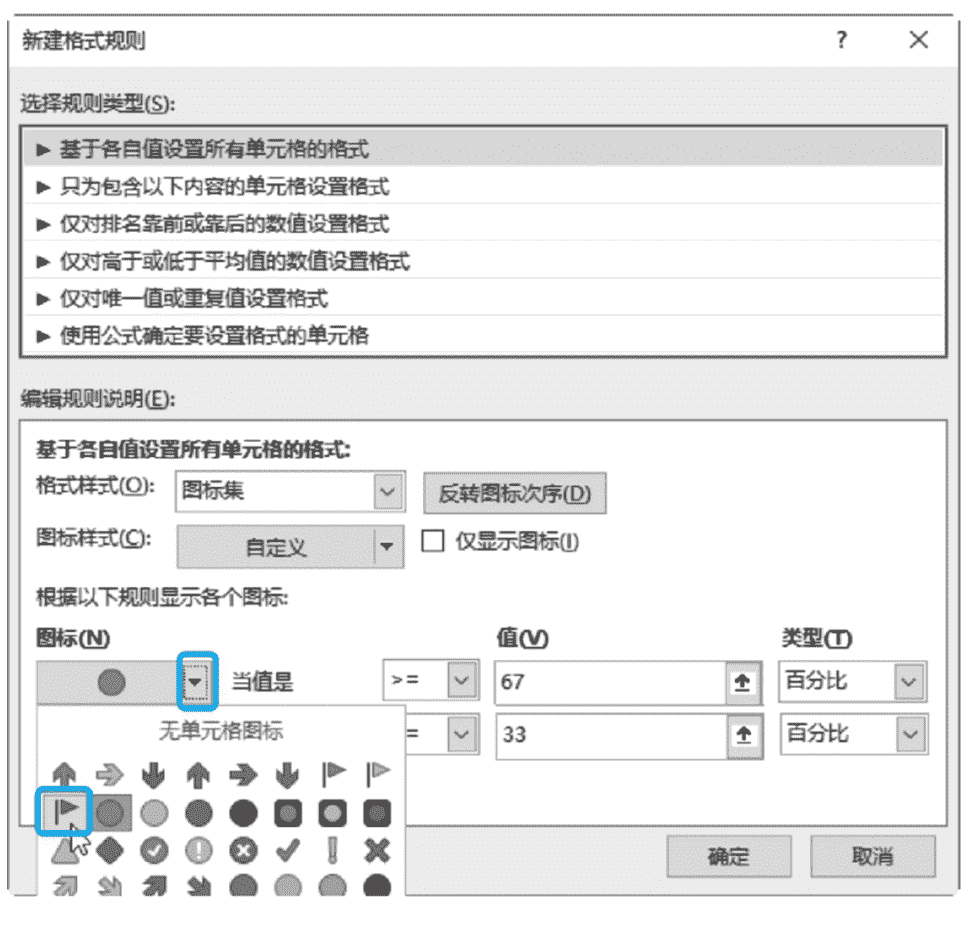 新建格式规则 ? ×
选择规则类型(S):
► 基于各自值设置所有单元格的格式
► 只为包含以下内容的单元格设置格式
► 仅对排名靠前或靠后的数值设置格式
► 仅对高于或低于平均值的数值设置格式
► 仅对唯一值或重复值设置格式
► 使用公式确定要设置格式的单元格
编辑规则说明(E):
基于各自值设置所有单元格的格式:
格式样式(O): 图标集 反转图标次序(D)
图标样式(C): 自定义 仅显示图标(I)
根据以下规则显示各个图标:
图标(N) 值(V) 类型(T)
当值是 >= 67 百分比
无单元格图标 = 33 百分比
确定 取消